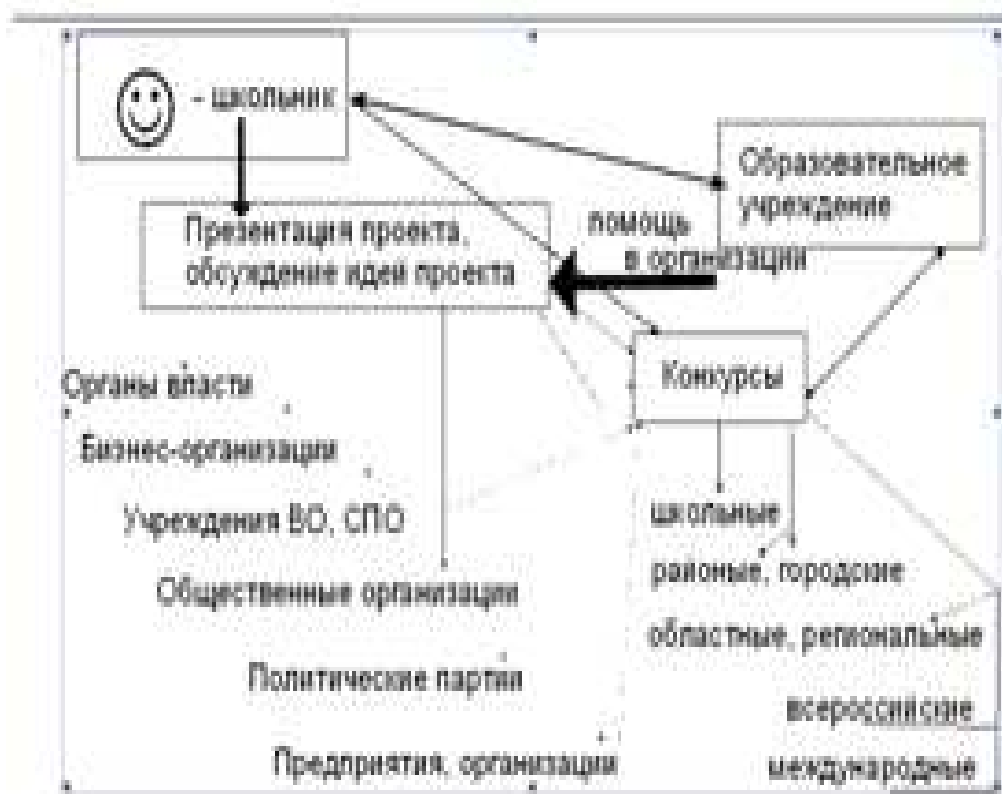 - школьник
Образовательное
учреждение
Презентация проекта,
обсуждение идей проекта
помощь
в организации
Конкурсы
Органы власти
Бизнес-организации
Учреждения ВО, СПО
Общественные организации
Политические партии
Предприятия, организации
школьные
районые, городские
областные, региональные
всероссийские
международные